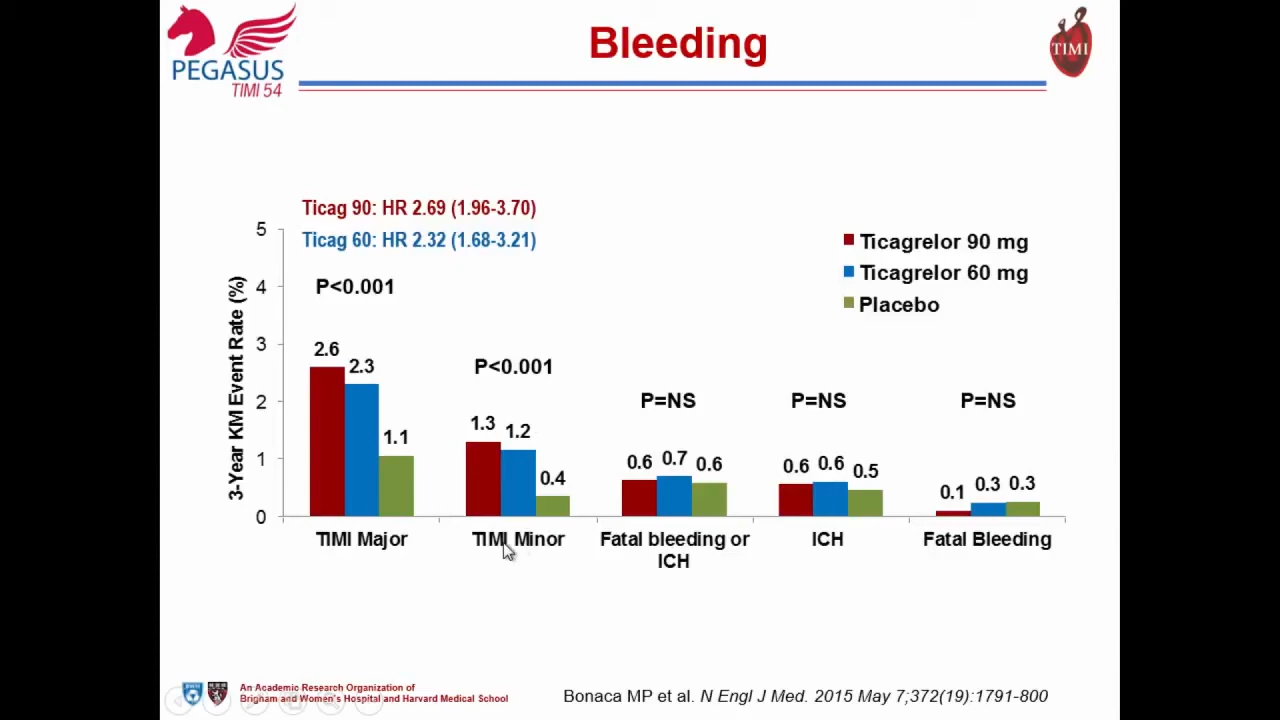 PEGASUS
TIMI 54
Bleeding
TIMI
Ticag 90: HR 2.69 (1.96-3.70)
Ticag 60: HR 2.32 (1.68-3.21)
Ticagrelor 90 mg
Ticagrelor 60 mg
Placebo
3-Year KM Event Rate (%)
5
4
3
2
1
0
P<0.001
2.6
2.3
1.1
P<0.001
1.3
1.2
0.4
P=NS
0.6
0.7
0.6
P=NS
0.6
0.6
0.5
P=NS
0.1
0.3
0.3
TIMI Major
TIMI Minor
Fatal bleeding or
ICH
ICH
Fatal Bleeding
An Academic Research Organization of
Brigham and Women's Hospital and Harvard Medical School
Bonaca MP et al. N Engl J Med. 2015 May 7;372(19):1791-800